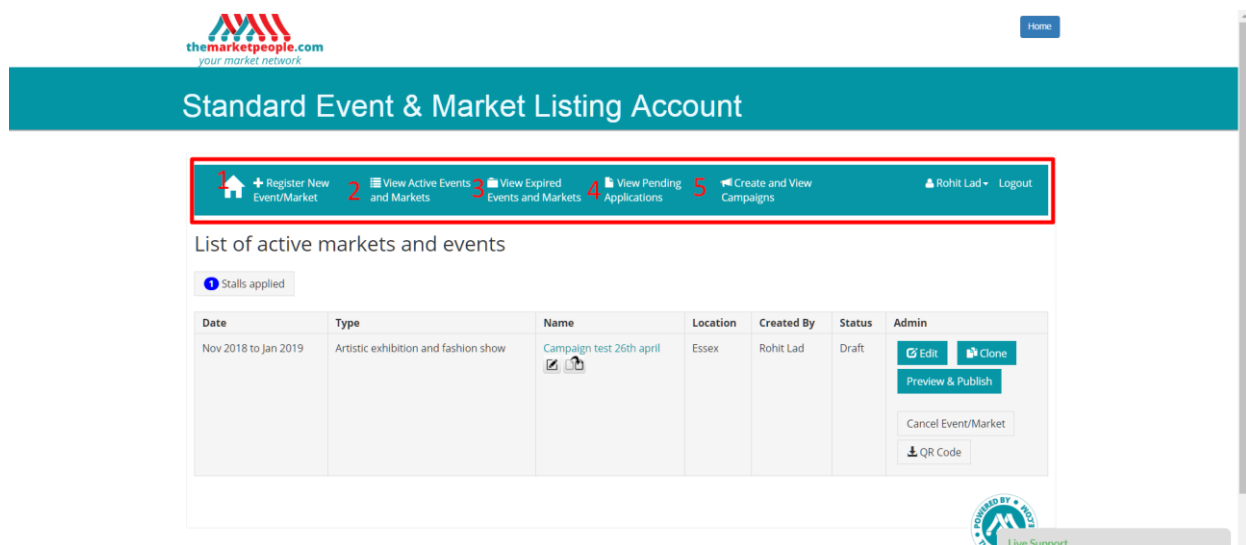 themarketpeople.com
your market network
Home
Standard Event & Market Listing Account
1
Register New
Event/Market
2
View Active Events
and Markets
3
View Expired
Events and Markets
4
View Pending
Applications
5
Create and View
Campaigns
Rohit Lad
Logout
List of active markets and events
1 Stalls applied
Date Type Name Location Created By Status Admin
Nov 2018 to Jan 2019 Artistic exhibition and fashion show Campaign test 26th april Essex Rohit Lad Draft
Edit Clone
Preview & Publish
Cancel Event/Market
QR Code
POWERED BY
Live Support